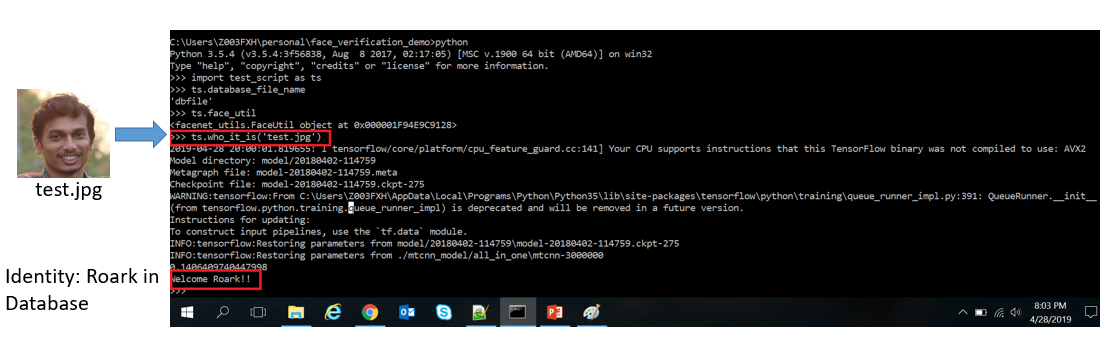 C:\Users\Z003FXH\personal\face_verification_demo>python
Python 3.5.4 (v3.5.4:3f56838, Aug  8 2017, 02:17:05) [MSC v.1900 64 bit (AMD64)] on win32
Type "help", "copyright", "credits" or "license" for more information.
>>> import test_script as ts
>>> ts.database_file_name
'dbfile'
>>> ts.face_util
<facenet_utils.FaceUtil object at 0x000001F94E9C9128>
>>> ts.who_it_is('test.jpg')
2019-04-28 20:00:01.819655: I tensorflow/core/platform/cpu_feature_guard.cc:141] Your CPU supports instructions that this TensorFlow binary was not compiled to use: AVX2
Model directory: model/20180402-114759
Metagraph file: model-20180402-114759.meta
Checkpoint file: model-20180402-114759.ckpt-275
WARNING:tensorflow:From C:\Users\Z003FXH\AppData\Local\Programs\Python\Python35\lib\site-packages\tensorflow\python\training\queue_runner_impl.py:391: QueueRunner.__init__
(from tensorflow.python.training.queue_runner_impl) is deprecated and will be removed in a future version.
Instructions for updating:
To construct input pipelines, use the `tf.data` module.
INFO:tensorflow:Restoring parameters from model/20180402-114759\model-20180402-114759.ckpt-275
INFO:tensorflow:Restoring parameters from ./mtcnn_model/all_in_one\mtcnn-3000000
0.1406409740447998
Welcome Roark!!
>>>
test.jpg
Identity: Roark in
Database
8:03 PM
4/28/2019